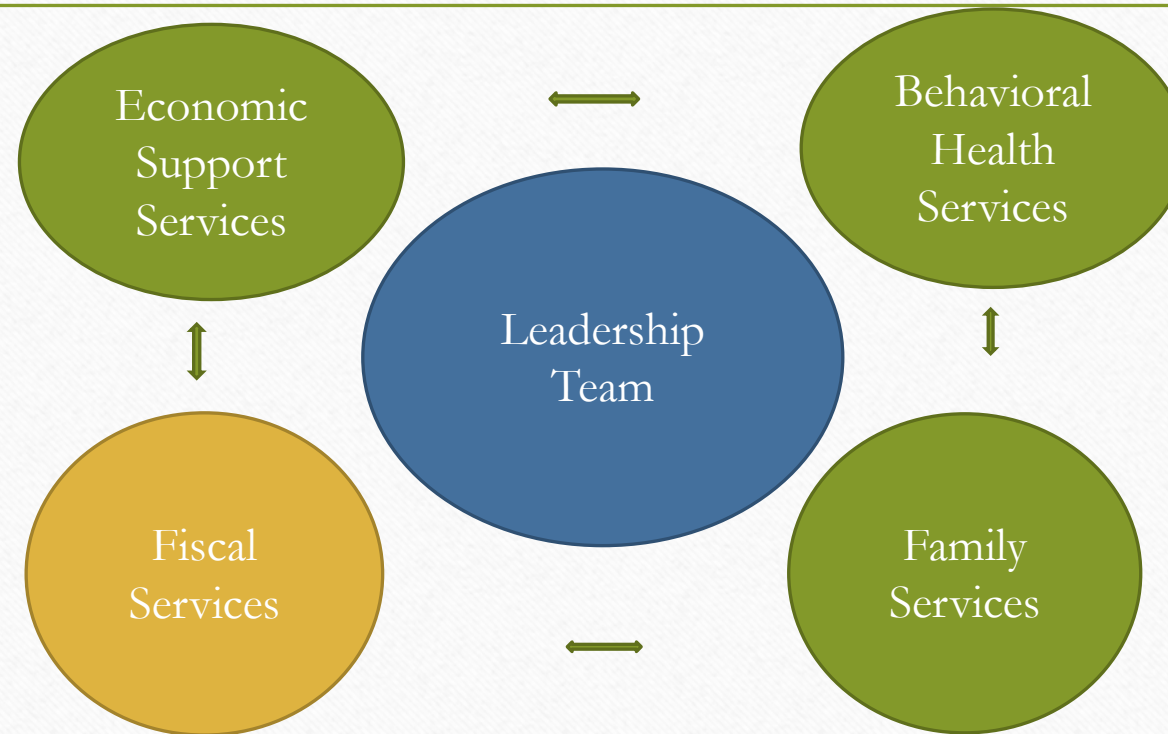 Economic
Support
Services
Behavioral
Health
Services
Leadership
Team
Fiscal
Services
Family
Services